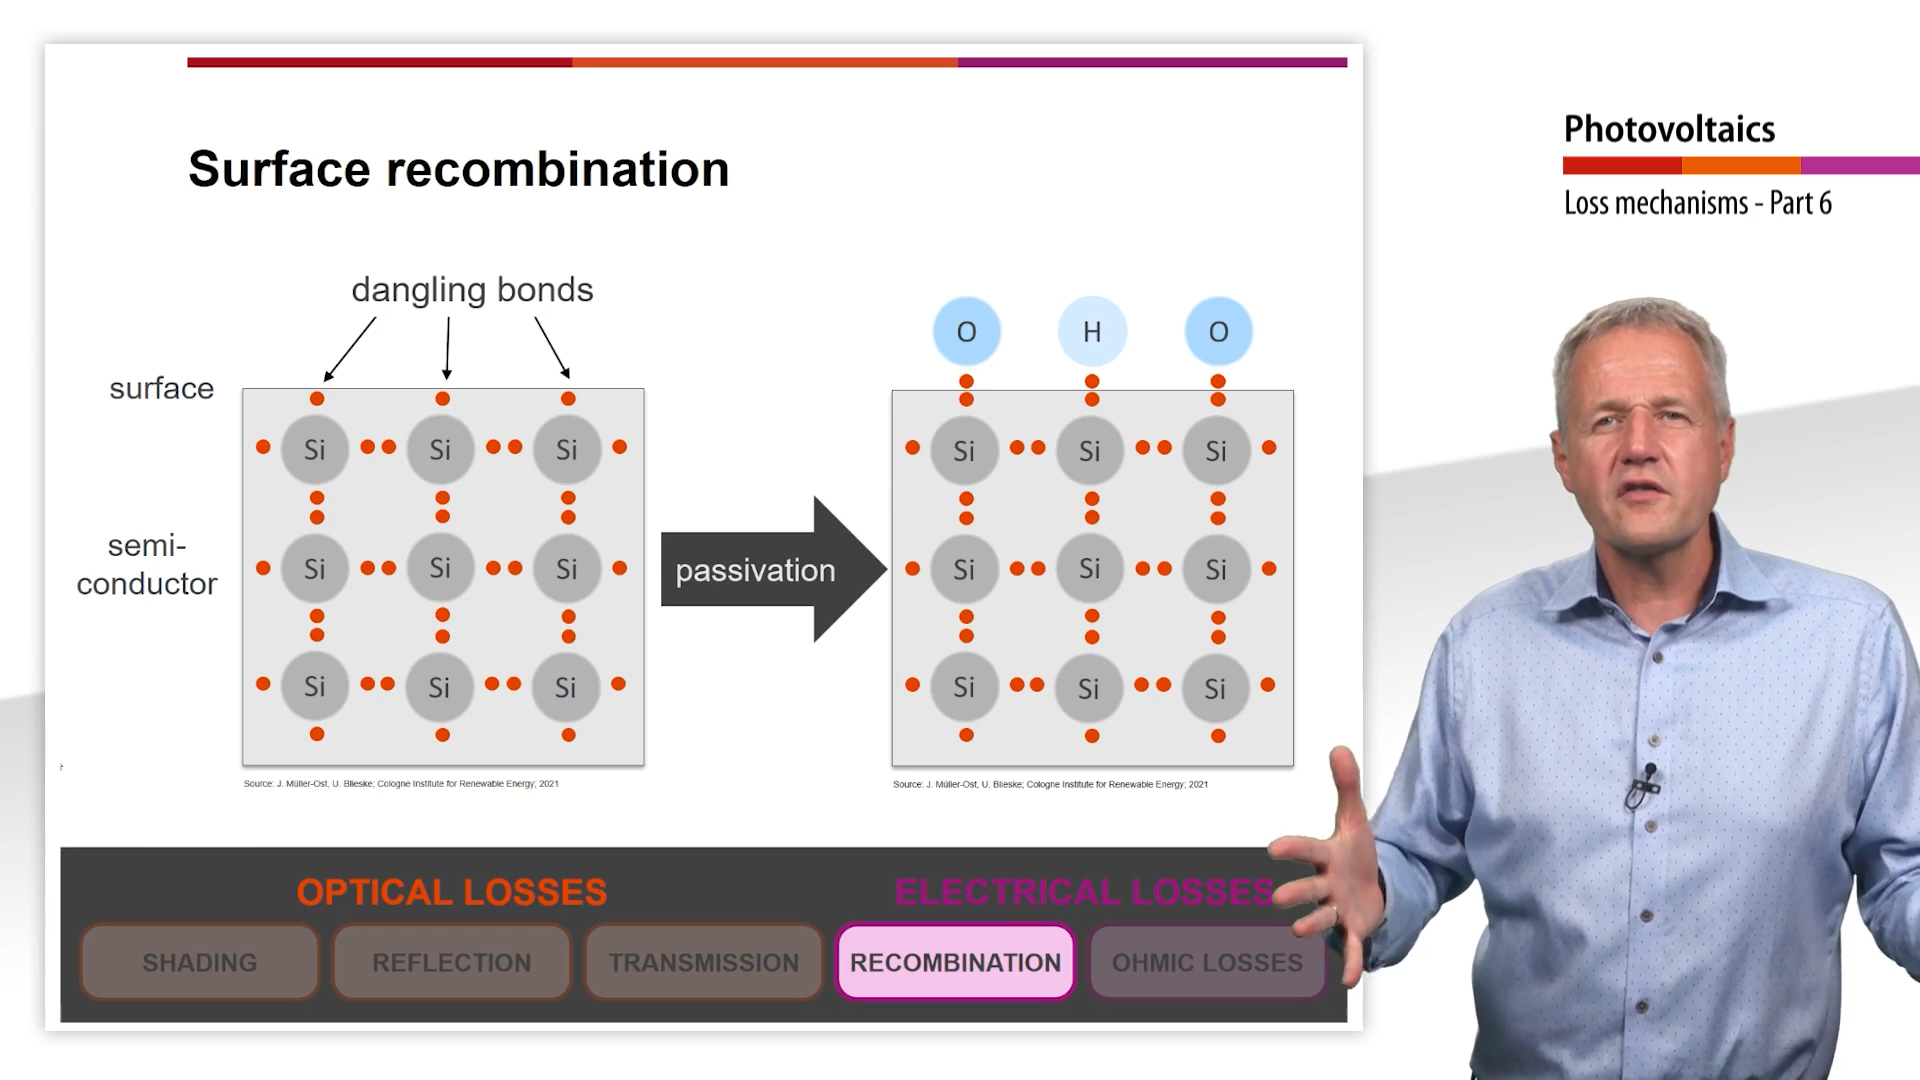 Surface recombination
dangling bonds
surface
semi-
conductor
Si Si Si
Si Si Si
Si Si Si
Source: J. Müller-Ost, U. Blieske; Cologne Institute for Renewable Energy; 2021
passivation
O H O
Si Si Si
Si Si Si
Si Si Si
Source: J. Müller-Ost, U. Blieske; Cologne Institute for Renewable Energy; 2021
OPTICAL LOSSES
ELECTRICAL LOSSES
SHADING
REFLECTION
TRANSMISSION
RECOMBINATION
OHMIC LOSSES
Photovoltaics
Loss mechanisms - Part 6